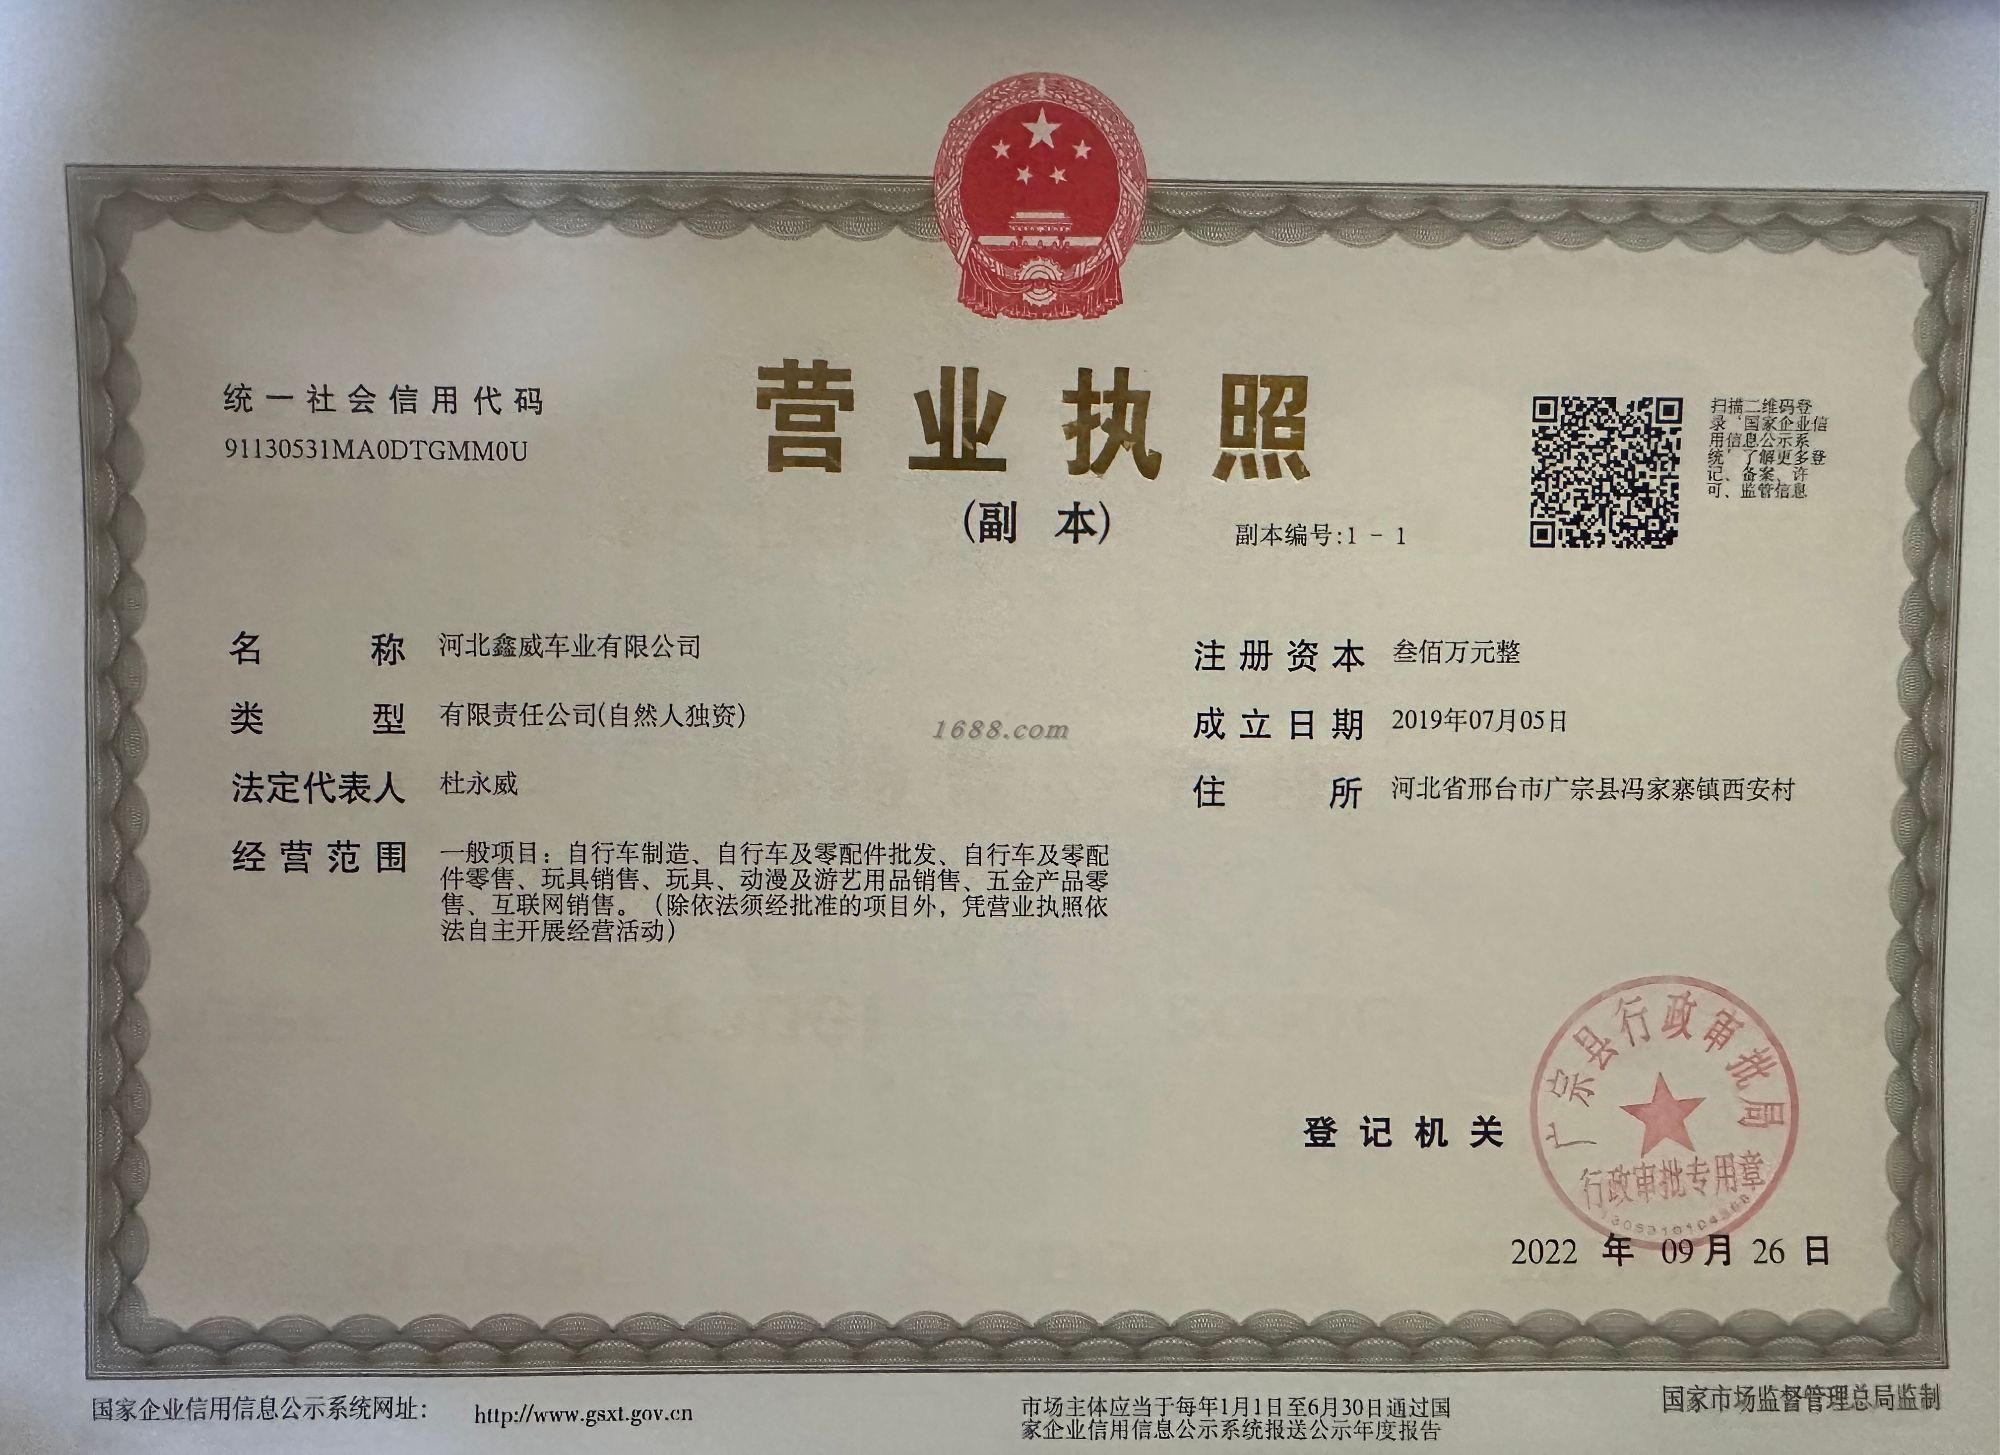 营业执照
(副 本)
副本编号:1 - 1
统一社会信用代码
91130531MA0DTGMM0U
扫描二维码登
录‘国家企业信
用信息公示系
统’了解更多登
记、备案、许
可、监管信息
名 称 河北鑫威车业有限公司
类 型 有限责任公司(自然人独资)
法定代表人 杜永威
经营范围 一般项目：自行车制造、自行车及零配件批发、自行车及零配
件零售、玩具销售、玩具、动漫及游艺用品销售、五金产品零
售、互联网销售。（除依法须经批准的项目外，凭营业执照依
法自主开展经营活动）
注册资本 叁佰万元整
成立日期 2019年07月05日
住 所 河北省邢台市广宗县冯家寨镇西安村
1688.com
登记机关
广宗县行政审批局
行政审批专用章
2022 年 09 月 26 日
国家企业信用信息公示系统网址： http://www.gsxt.gov.cn
市场主体应当于每年1月1日至6月30日通过国
家企业信用信息公示系统报送公示年度报告
国家市场监督管理总局监制